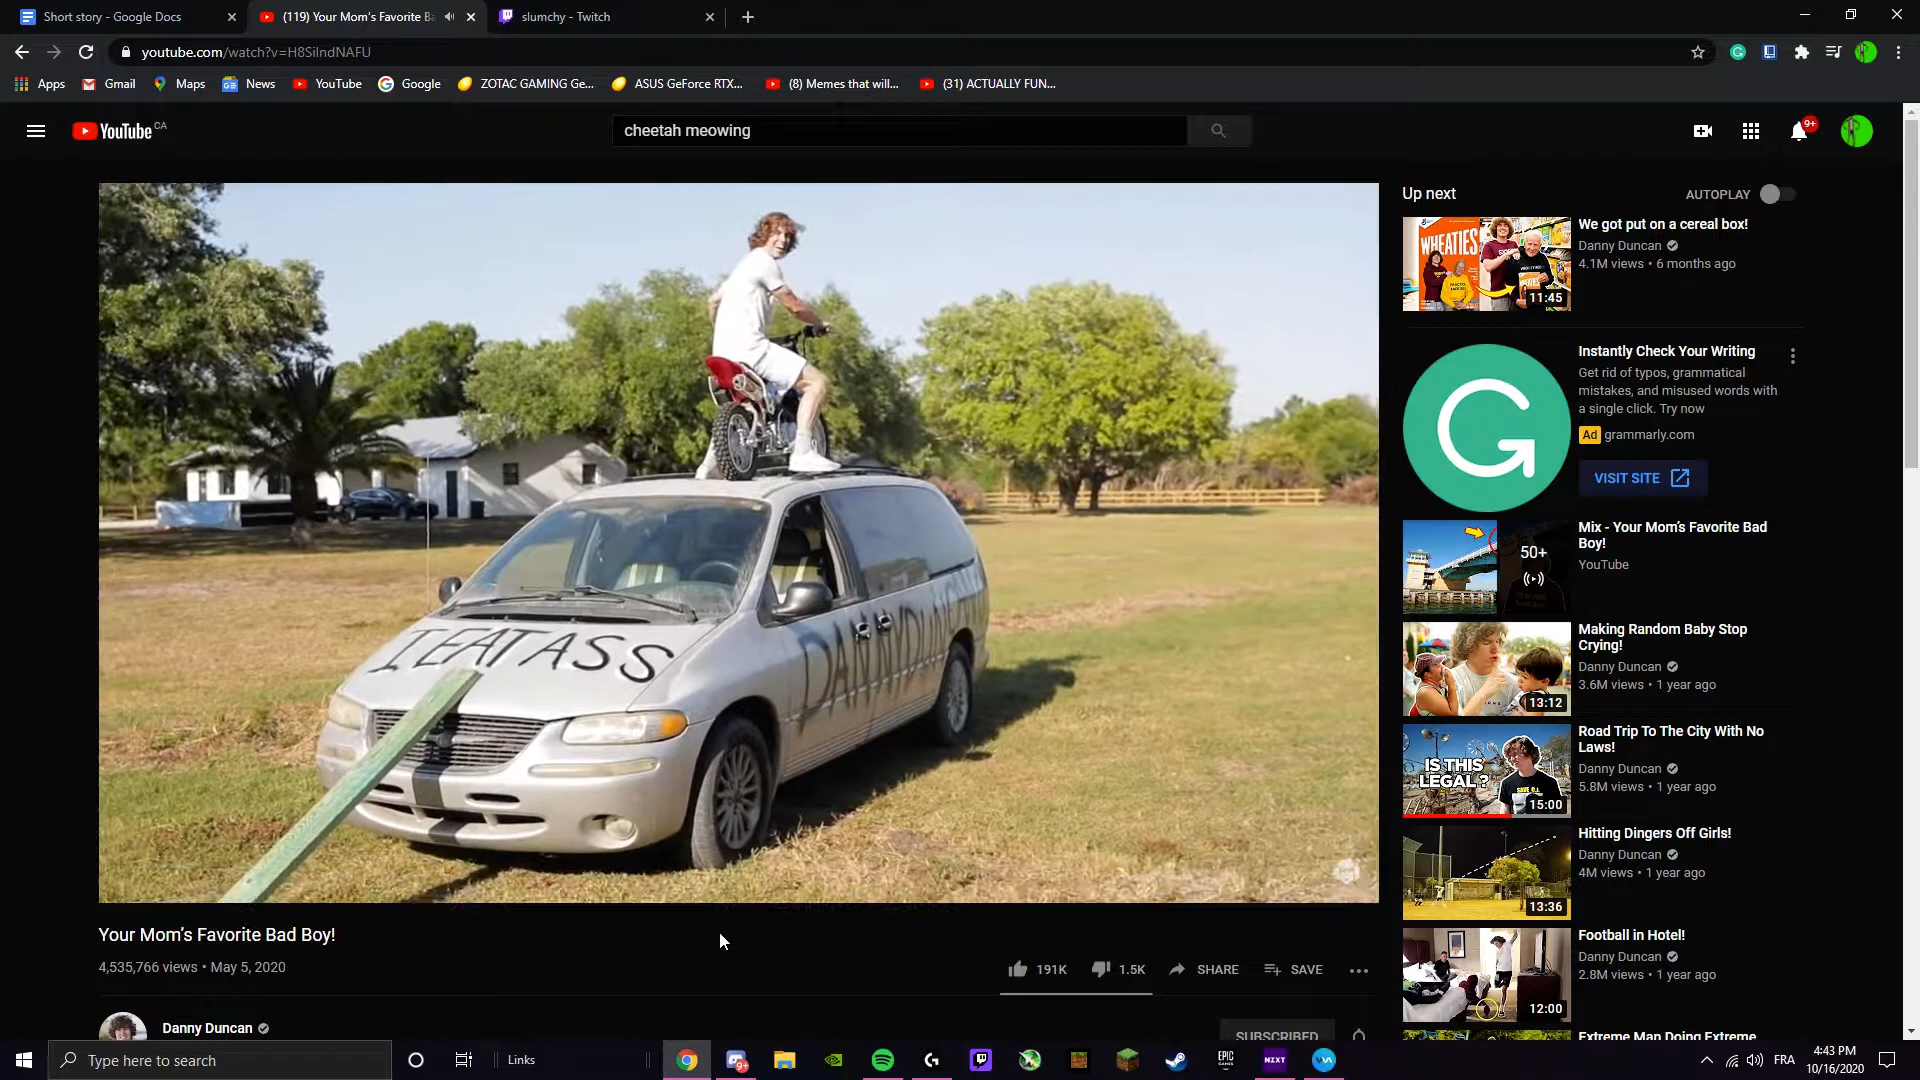 Short story - Google Docs
(119) Your Mom's Favorite Ba
slumchy - Twitch
youtube.com/watch?v=H8SiIndNAFU
Apps
Gmail
Maps
News
YouTube
Google
ZOTAC GAMING Ge...
ASUS GeForce RTX...
(8) Memes that will...
(31) ACTUALLY FUN...
YouTube CA
cheetah meowing
9+
I EAT ASS
Your Mom's Favorite Bad Boy!
4,535,766 views • May 5, 2020
191K
1.5K
SHARE
SAVE
Danny Duncan
SUBSCRIBED
Up next
AUTOPLAY
WHEATIES
11:45
We got put on a cereal box!
Danny Duncan
4.1M views • 6 months ago
Instantly Check Your Writing
Get rid of typos, grammatical
mistakes, and misused words with
a single click. Try now
Ad grammarly.com
VISIT SITE
50+
Mix - Your Mom's Favorite Bad
Boy!
YouTube
13:12
Making Random Baby Stop
Crying!
Danny Duncan
3.6M views • 1 year ago
IS THIS
LEGAL?
SAVE O.J.
15:00
Road Trip To The City With No
Laws!
Danny Duncan
5.8M views • 1 year ago
13:36
Hitting Dingers Off Girls!
Danny Duncan
4M views • 1 year ago
12:00
Football in Hotel!
Danny Duncan
2.8M views • 1 year ago
Extreme Man Doing Extreme
Type here to search
Links
9+
EPIC
GAMES
NZXT
FRA
4:43 PM
10/16/2020